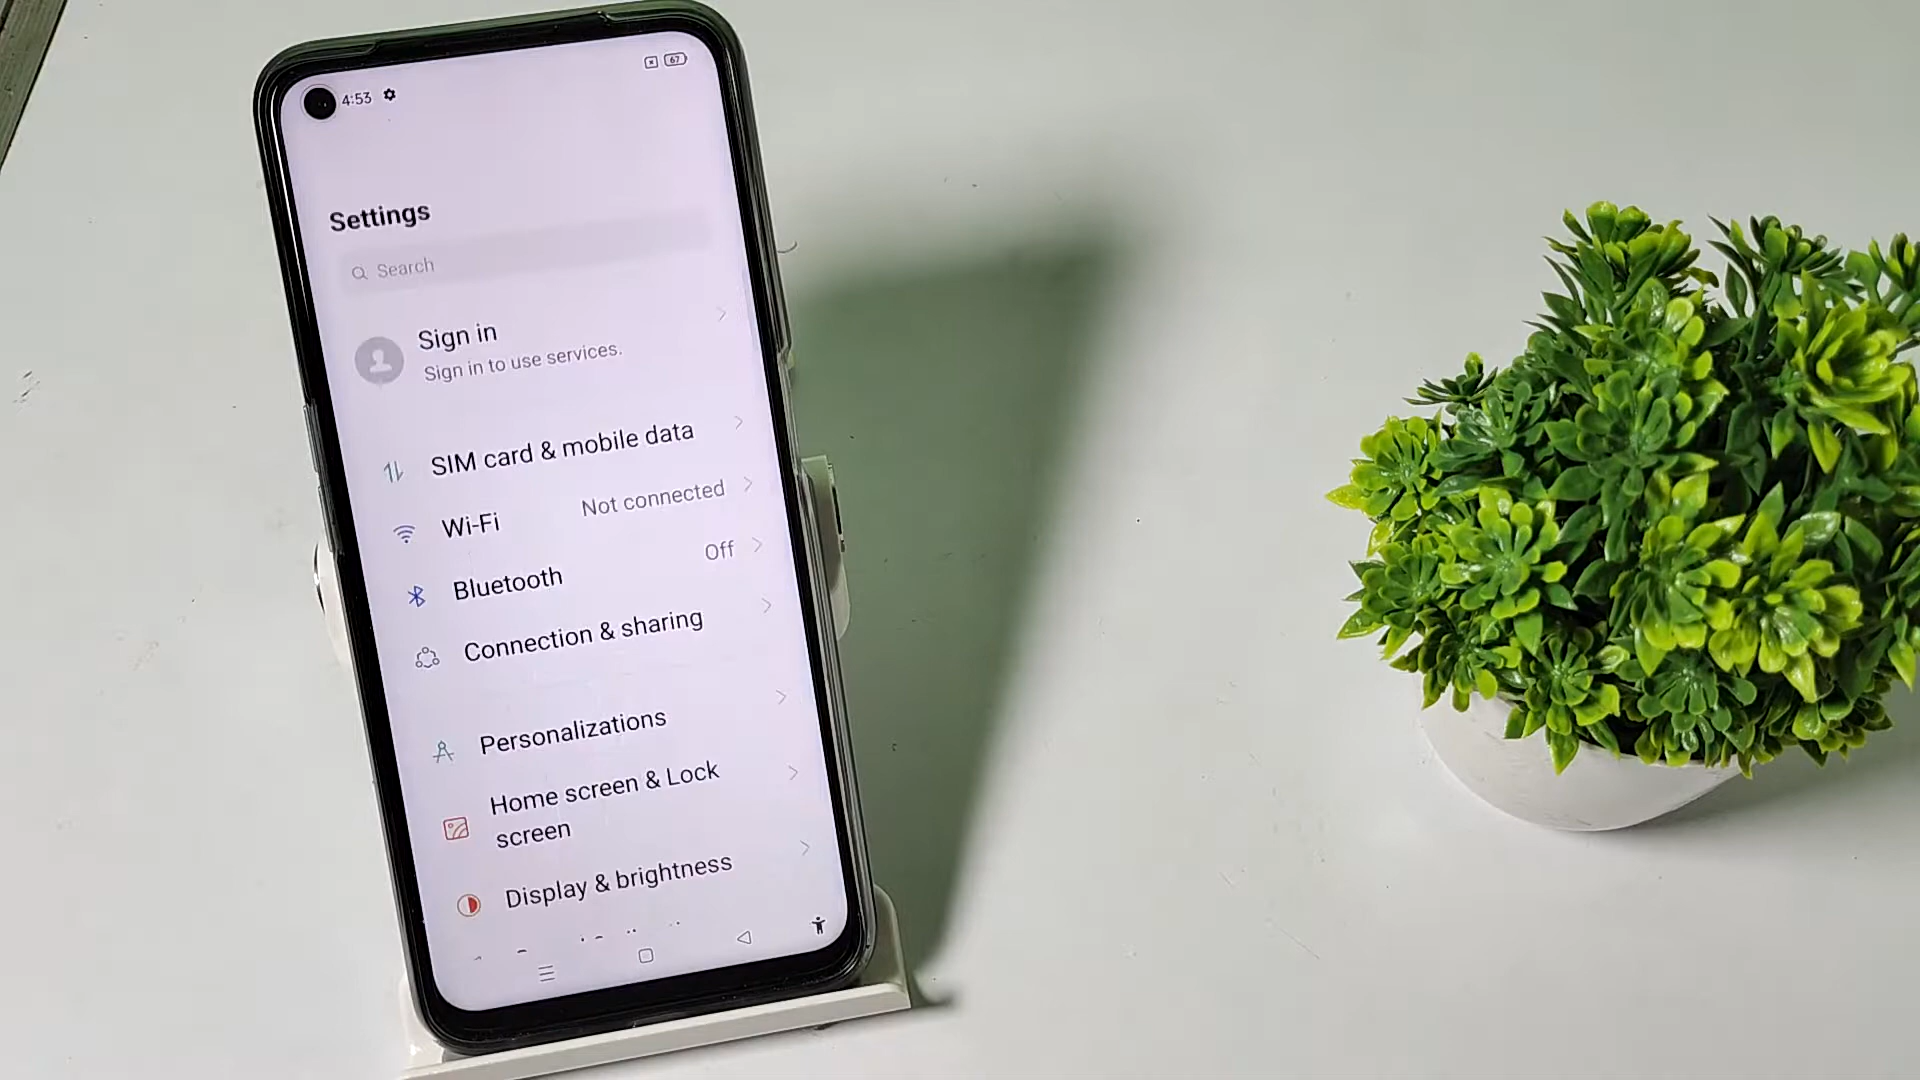 4:53
67
Settings
Search
Sign in
Sign in to use services.
SIM card & mobile data
Wi-Fi
Not connected
Bluetooth
Off
Connection & sharing
Personalizations
Home screen & Lock
screen
Display & brightness